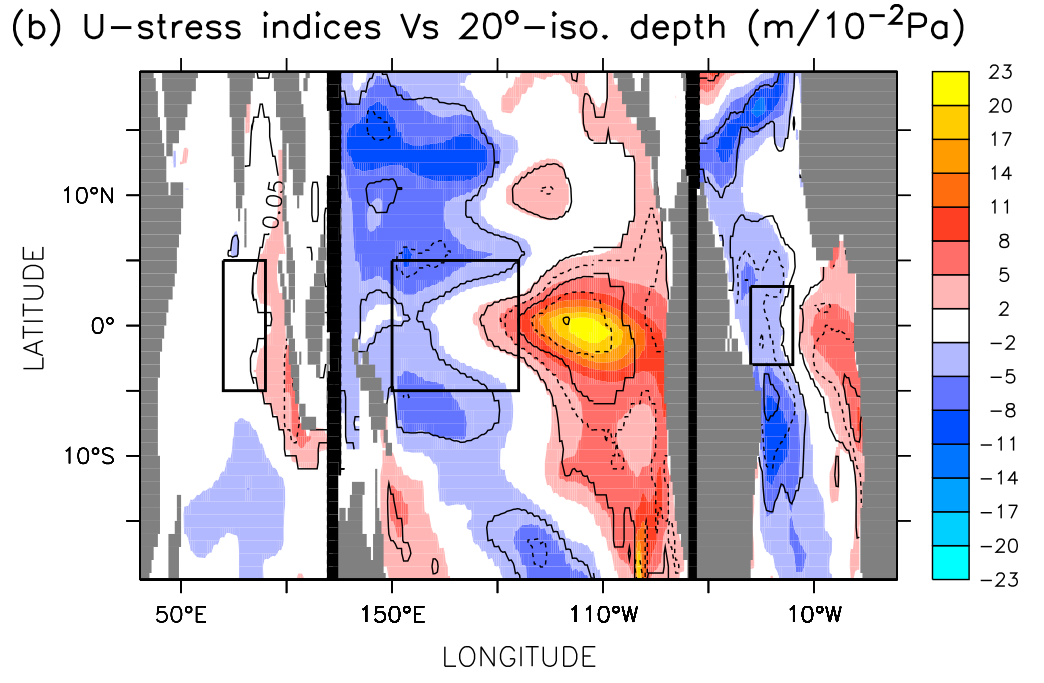 (b) U−stress indices Vs 20°−iso. depth (m/10⁻²Pa)
23
20
17
14
11
8
5
2
−2
−5
−8
−11
−14
−17
−20
−23
10°N
0°
10°S
LATITUDE
0.05
50°E
150°E
110°W
10°W
LONGITUDE